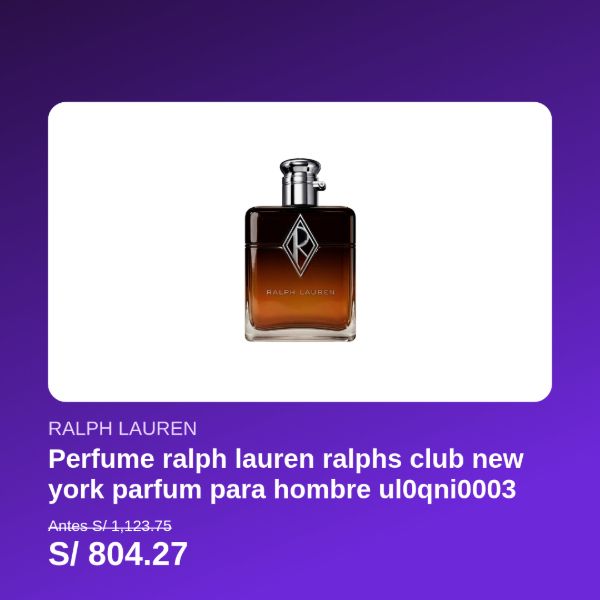 R
RALPH LAUREN
RALPH LAUREN
Perfume ralph lauren ralphs club new
york parfum para hombre ul0qni0003
Antes S/ 1,123.75
S/ 804.27